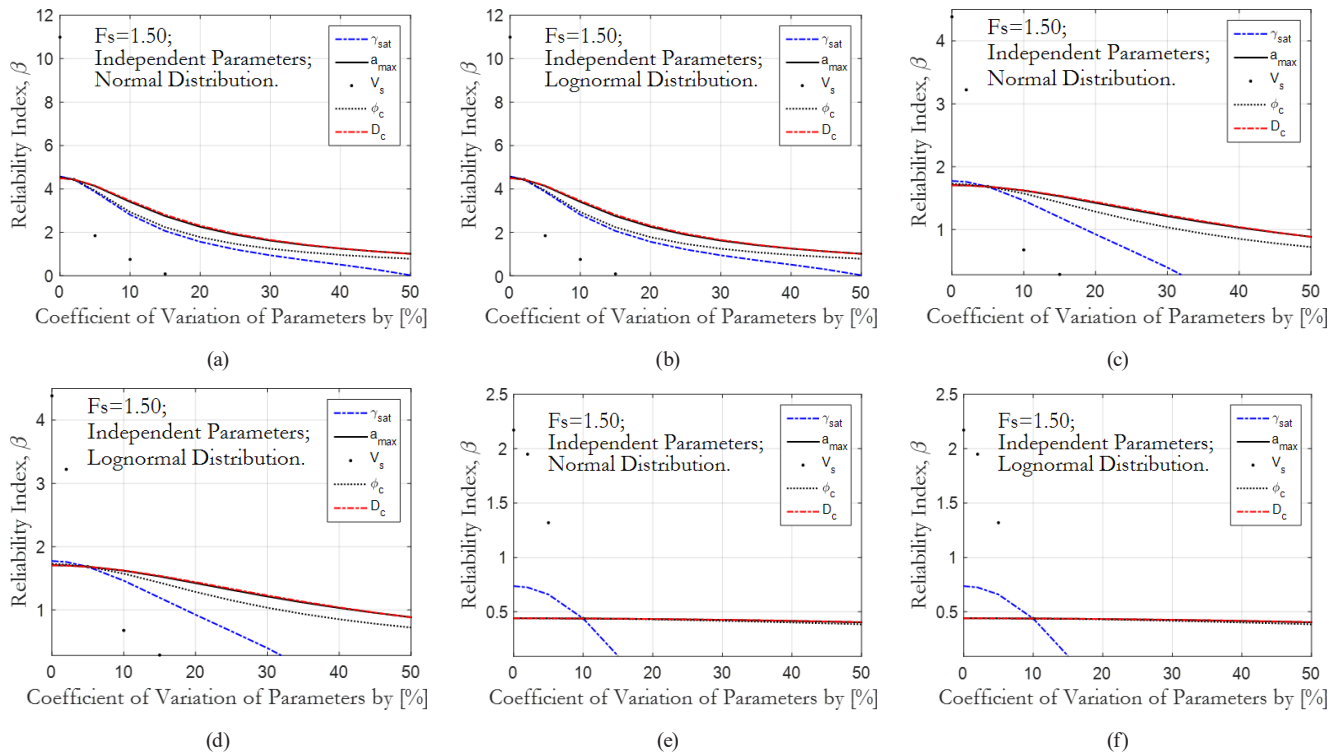 12
10
8
6
4
2
0
Reliability Index, β
Fs=1.50;
Independent Parameters;
Normal Distribution.
γsat
amax
Vs
ϕc
Dc
0 10 20 30 40 50
Coefficient of Variation of Parameters by [%]
(a)
12
10
8
6
4
2
0
Reliability Index, β
Fs=1.50;
Independent Parameters;
Lognormal Distribution.
γsat
amax
Vs
ϕc
Dc
0 10 20 30 40 50
Coefficient of Variation of Parameters by [%]
(b)
4
3
2
1
Reliability Index, β
Fs=1.50;
Independent Parameters;
Normal Distribution.
γsat
amax
Vs
ϕc
Dc
0 10 20 30 40 50
Coefficient of Variation of Parameters by [%]
(c)
4
3
2
1
Reliability Index, β
Fs=1.50;
Independent Parameters;
Lognormal Distribution.
γsat
amax
Vs
ϕc
Dc
0 10 20 30 40 50
Coefficient of Variation of Parameters by [%]
(d)
2.5
2
1.5
1
0.5
Reliability Index, β
Fs=1.50;
Independent Parameters;
Normal Distribution.
γsat
amax
Vs
ϕc
Dc
0 10 20 30 40 50
Coefficient of Variation of Parameters by [%]
(e)
2.5
2
1.5
1
0.5
Reliability Index, β
Fs=1.50;
Independent Parameters;
Lognormal Distribution.
γsat
amax
Vs
ϕc
Dc
0 10 20 30 40 50
Coefficient of Variation of Parameters by [%]
(f)